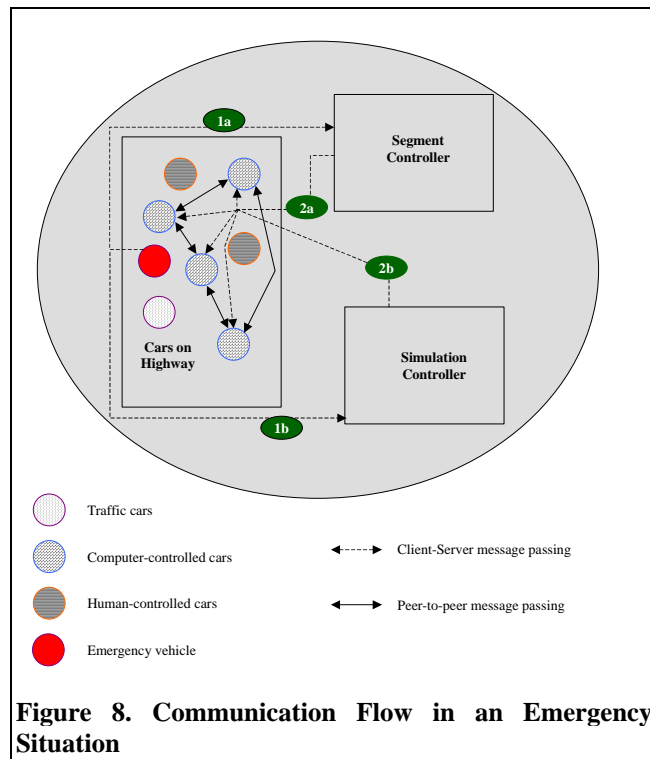 1a
Segment
Controller
2a
2b
Cars on
Highway
Simulation
Controller
1b
Traffic cars
Computer-controlled cars
Client-Server message passing
Human-controlled cars
Peer-to-peer message passing
Emergency vehicle
Figure 8. Communication Flow in an Emergency
Situation